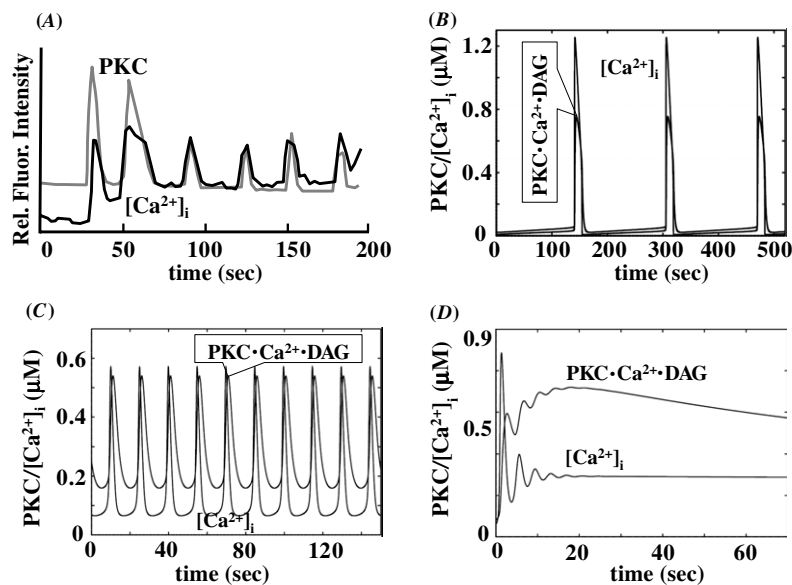 (A)
Rel. Fluor. Intensity
PKC
[Ca²⁺]ᵢ
0 50 100 150 200
time (sec)
(B)
PKC/[Ca²⁺]ᵢ (μM)
1.2
0.8
0.4
0
PKC•Ca²⁺•DAG
[Ca²⁺]ᵢ
0 100 200 300 400 500
time (sec)
(C)
PKC/[Ca²⁺]ᵢ (μM)
0.6
0.4
0.2
0
PKC•Ca²⁺•DAG
[Ca²⁺]ᵢ
0 40 80 120
time (sec)
(D)
PKC/[Ca²⁺]ᵢ (μM)
0.9
0.5
0
PKC•Ca²⁺•DAG
[Ca²⁺]ᵢ
0 20 40 60
time (sec)